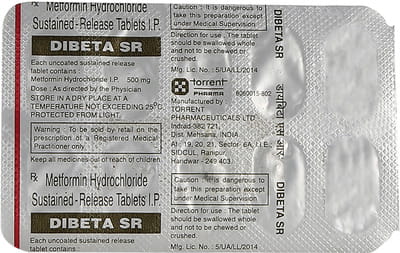 ℞ Metformin Hydrochloride
Sustained-Release Tablets I.P.
DIBETA SR
Each uncoated sustained release
tablet contains :
Metformin Hydrochloride I.P. 500 mg
Dose : As directed by the Physician
STORE IN A DRY PLACE AT A
TEMPERATURE NOT EXCEEDING 25°C
PROTECTED FROM LIGHT.
Warning : To be sold by retail on the
prescription of a Registered Medical
Practitioner only.
Keep all medicines out of reach of children.
℞ Metformin Hydrochloride
Sustained-Release Tablets I.P.
DIBETA SR
Each uncoated sustained release
Caution : It is dangerous to
take this preparation except
under Medical Supervision
Direction for use : The tablet
should be swallowed whole
and not to be chewed or
crushed.
Mfg. Lic. No. : 5/UA/LL/2014
torrent
PHARMA
Manufactured by
TORRENT
PHARMACEUTICALS LTD
Indrad-382 721,
Dist. Mehsana, INDIA
At : 19, 20, 21, Sector-6A, I.I.E.,
SIDCUL, Ranipur,
Haridwar - 249 403.
Caution : It is dangerous to
take this preparation except
under Medical Supervision
Direction for use : The tablet
should be swallowed whole
and not to be chewed or
crushed.
Mfg. Lic. No. : 5/UA/LL/2014
DIBETA SR
डायबेटा एस आर
DIBETA SR